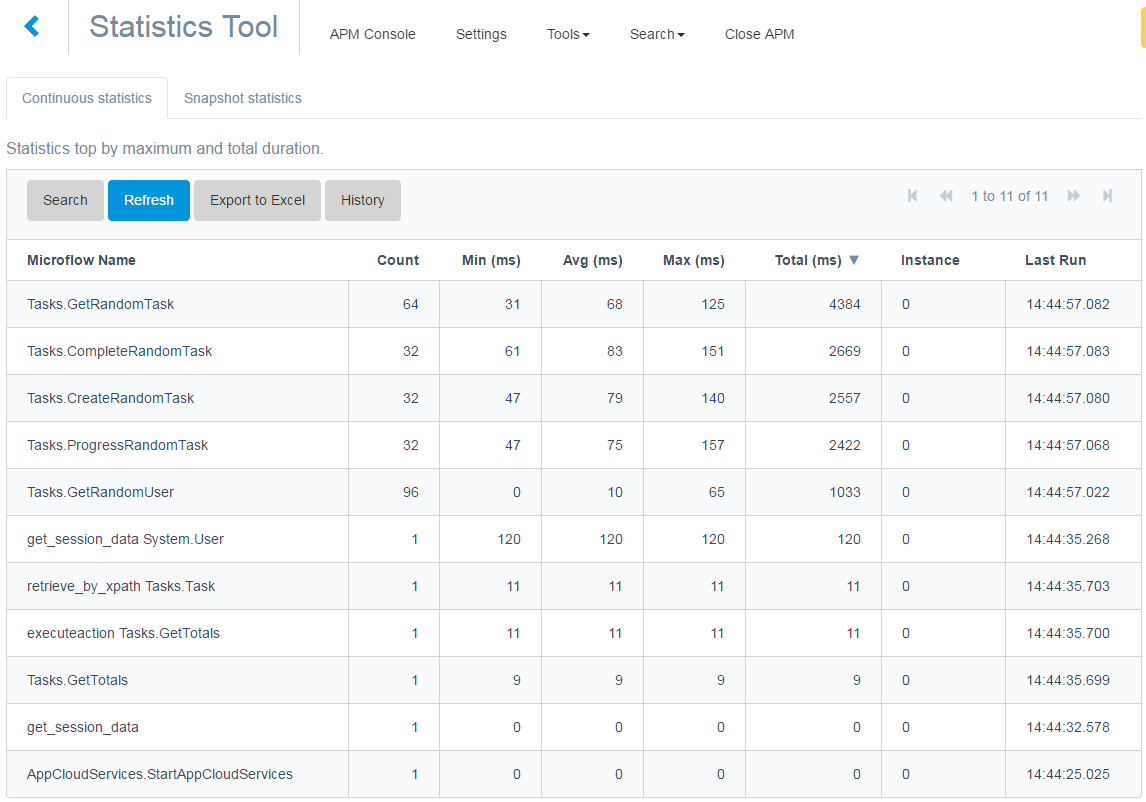 Statistics Tool APM Console Settings Tools Search Close APM
Continuous statistics Snapshot statistics
Statistics top by maximum and total duration.
Search Refresh Export to Excel History 1 to 11 of 11
Microflow Name Count Min (ms) Avg (ms) Max (ms) Total (ms) ▼ Instance Last Run
Tasks.GetRandomTask 64 31 68 125 4384 0 14:44:57.082
Tasks.CompleteRandomTask 32 61 83 151 2669 0 14:44:57.083
Tasks.CreateRandomTask 32 47 79 140 2557 0 14:44:57.080
Tasks.ProgressRandomTask 32 47 75 157 2422 0 14:44:57.068
Tasks.GetRandomUser 96 0 10 65 1033 0 14:44:57.022
get_session_data System.User 1 120 120 120 120 0 14:44:35.268
retrieve_by_xpath Tasks.Task 1 11 11 11 11 0 14:44:35.703
executeaction Tasks.GetTotals 1 11 11 11 11 0 14:44:35.700
Tasks.GetTotals 1 9 9 9 9 0 14:44:35.699
get_session_data 1 0 0 0 0 0 14:44:32.578
AppCloudServices.StartAppCloudServices 1 0 0 0 0 0 14:44:25.025